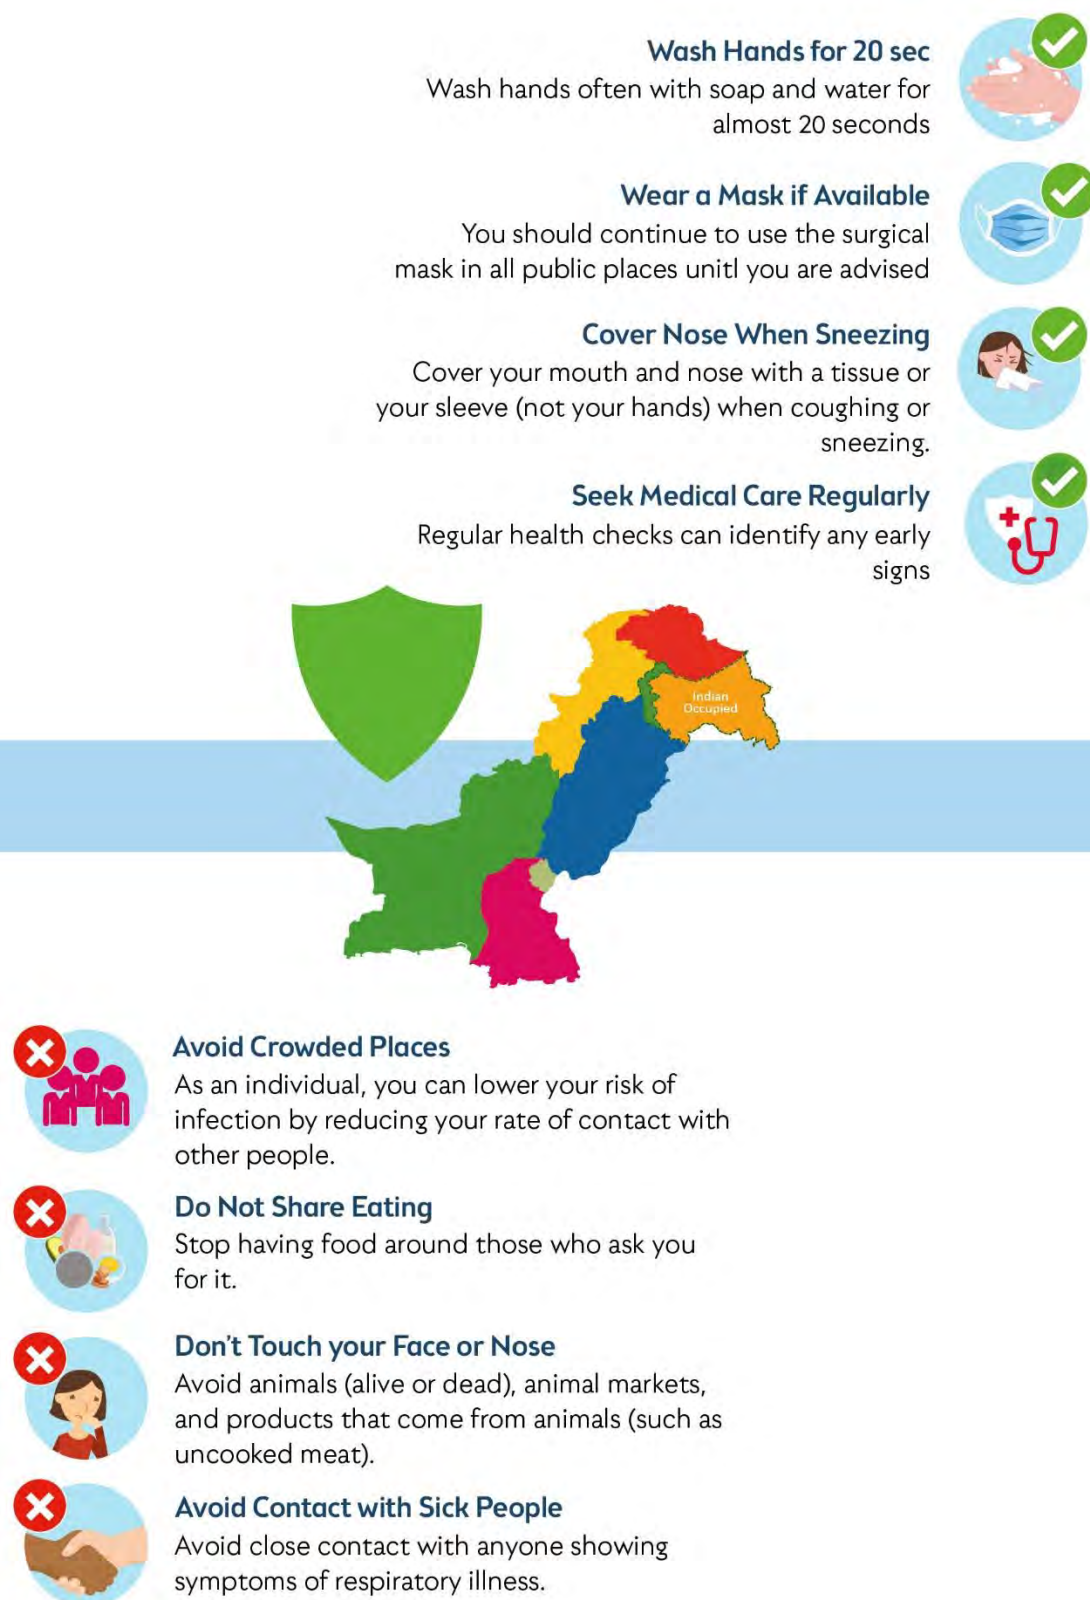 Wash Hands for 20 sec
Wash hands often with soap and water for
almost 20 seconds
Wear a Mask if Available
You should continue to use the surgical
mask in all public places unitl you are advised
Cover Nose When Sneezing
Cover your mouth and nose with a tissue or
your sleeve (not your hands) when coughing or
sneezing.
Seek Medical Care Regularly
Regular health checks can identify any early
signs
Indian
Occupied
Avoid Crowded Places
As an individual, you can lower your risk of
infection by reducing your rate of contact with
other people.
Do Not Share Eating
Stop having food around those who ask you
for it.
Don't Touch your Face or Nose
Avoid animals (alive or dead), animal markets,
and products that come from animals (such as
uncooked meat).
Avoid Contact with Sick People
Avoid close contact with anyone showing
symptoms of respiratory illness.